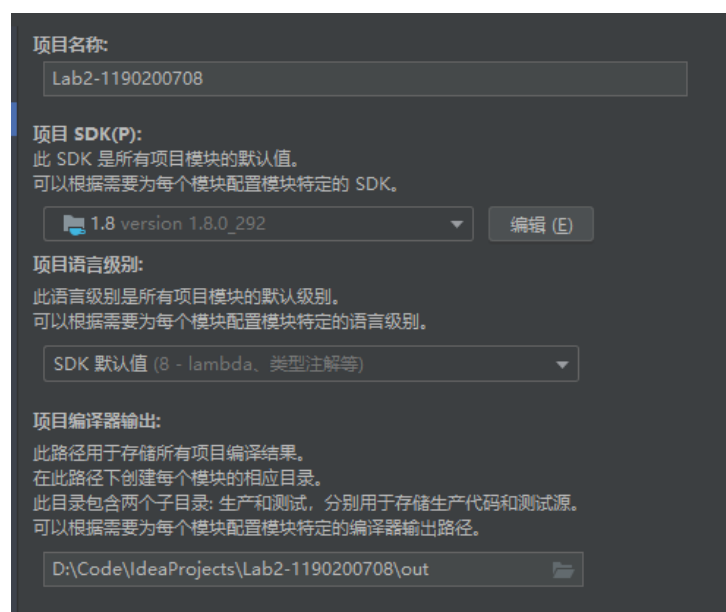 项目名称:
Lab2-1190200708
项目 SDK(P):
此 SDK 是所有项目模块的默认值。
可以根据需要为每个模块配置模块特定的 SDK。
1.8 version 1.8.0_292
编辑 (E)
项目语言级别:
此语言级别是所有项目模块的默认级别。
可以根据需要为每个模块配置模块特定的语言级别。
SDK 默认值 (8 - lambda、类型注解等)
项目编译器输出:
此路径用于存储所有项目编译结果。
在此路径下创建每个模块的相应目录。
此目录包含两个子目录: 生产和测试，分别用于存储生产代码和测试源。
可以根据需要为每个模块配置模块特定的编译器输出路径。
D:\Code\IdeaProjects\Lab2-1190200708\out